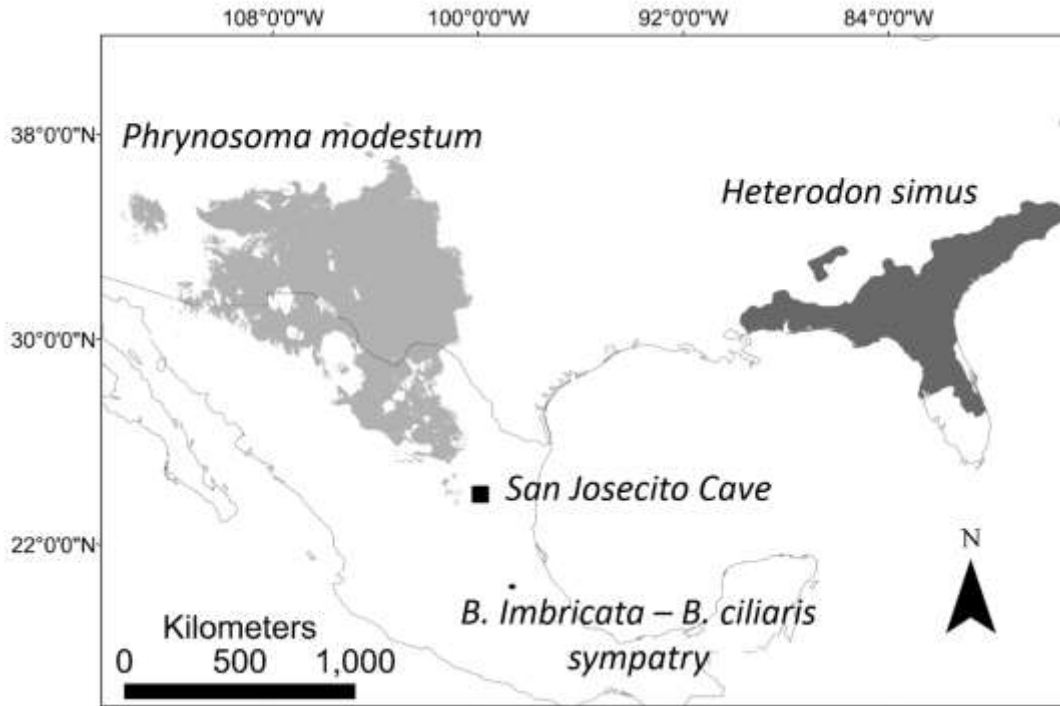 108°0'0"W 100°0'0"W 92°0'0"W 84°0'0"W
38°0'0"N
Phrynosoma modestum
Heterodon simus
30°0'0"N
San Josecito Cave
22°0'0"N
N
B. Imbricata – B. ciliaris
sympatry
Kilometers
0 500 1,000